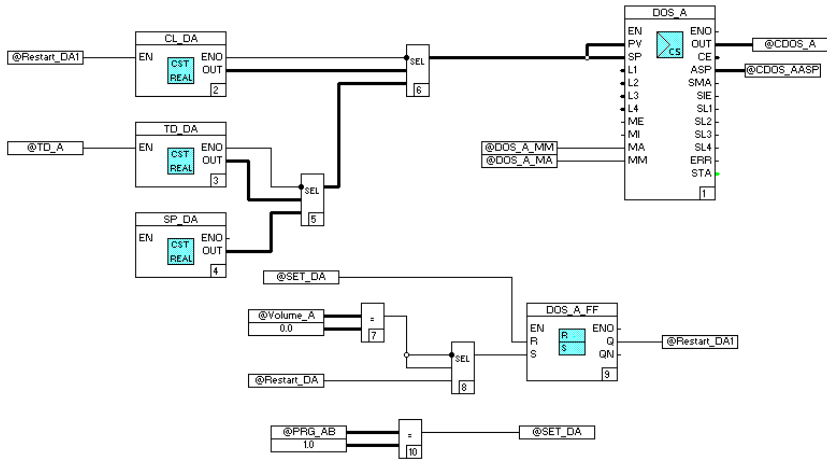 DOS_A
EN ENO
PV OUT
SP CE
L1 ASP
L2 SMA
L3 SIE
L4 SL1
ME SL2
MI SL3
MA SL4
MM ERR
STA
CS
1
@CDOS_A
@CDOS_AASP
@DOS_A_MM
@DOS_A_MA
CL_DA
EN ENO
OUT
CST
REAL
2
@Restart_DA1
SEL
6
TD_DA
EN ENO
OUT
CST
REAL
3
@TD_A
SEL
5
SP_DA
EN ENO
OUT
CST
REAL
4
@SET_DA
@Volume_A
0.0
=
7
@Restart_DA
SEL
8
DOS_A_FF
EN ENO
R Q
S QN
R
S
9
@Restart_DA1
@PRG_AB
1.0
=
10
@SET_DA